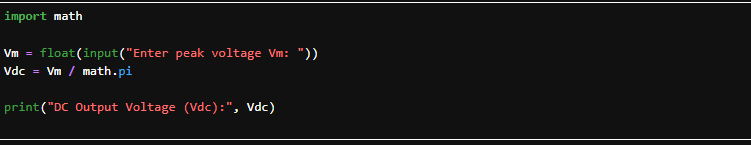 import math
Vm = float(input("Enter peak voltage Vm: "))
Vdc = Vm / math.pi
print("DC Output Voltage (Vdc):", Vdc)